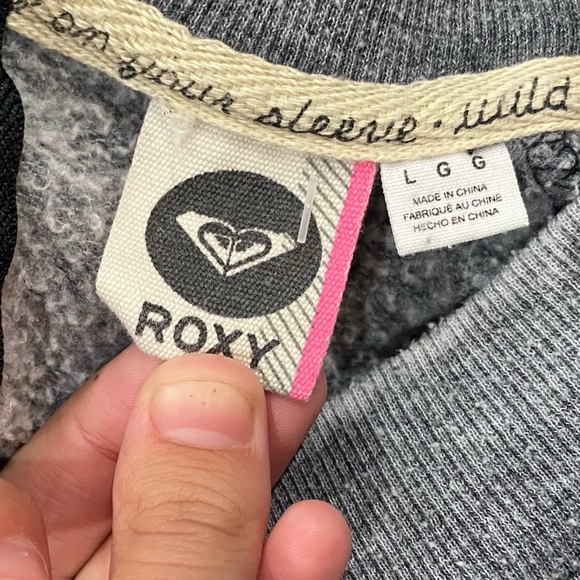 on your sleeve • wild
ROXY
L G G
MADE IN CHINA
FABRIQUÉ AU CHINE
HECHO EN CHINA